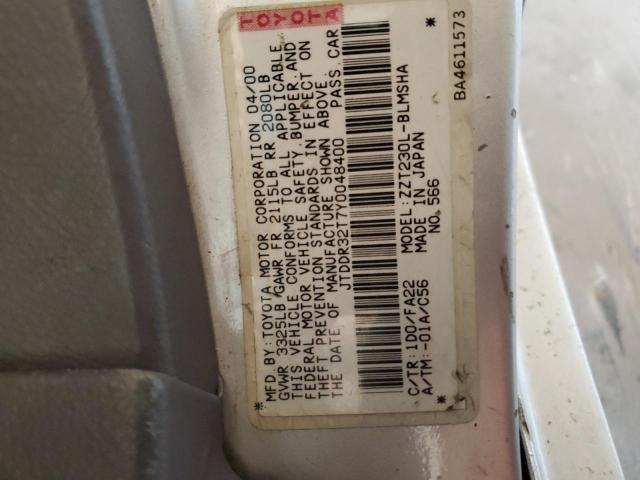 TOYOTA
MFD. BY: TOYOTA MOTOR CORPORATION 04/00
GVWR 3325LB GAWR FR 2115LB RR 2080LB
THIS VEHICLE CONFORMS TO ALL APPLICABLE
FEDERAL MOTOR VEHICLE SAFETY, BUMPER, AND
THEFT PREVENTION STANDARDS IN EFFECT ON
THE DATE OF MANUFACTURE SHOWN ABOVE.
JTDDR32T7Y0048400 PASS. CAR
C/TR: 1D0/FA22 MODEL: ZZT230L-BLMSHA
A/TM: -01A/C56 MADE IN JAPAN
NO. 566
BA4611573